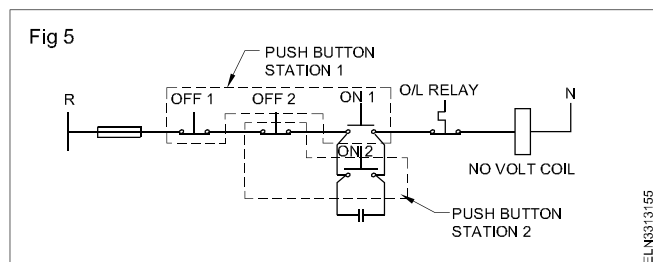 Fig 5
PUSH BUTTON
STATION 1
R
OFF 1
OFF 2
ON 1
O/L RELAY
N
ON 2
NO VOLT COIL
PUSH BUTTON
STATION 2
ELN3313155